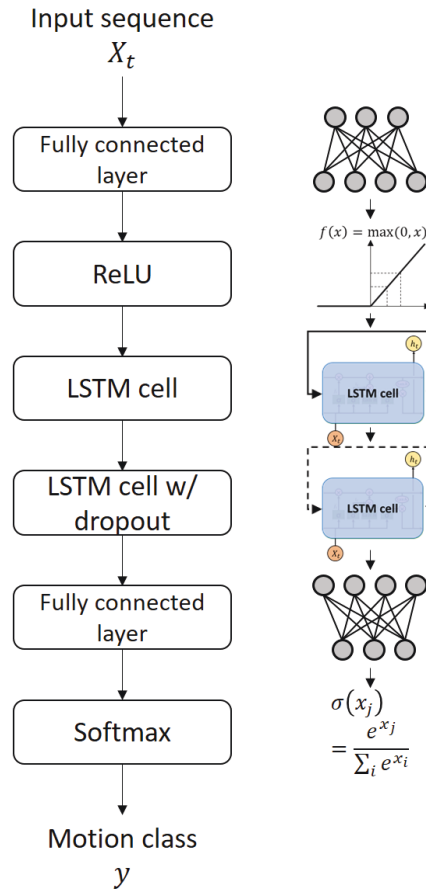 Input sequence
X_t
Fully connected
layer
ReLU
LSTM cell
LSTM cell w/
dropout
Fully connected
layer
Softmax
Motion class
y
f(x) = max(0, x)
h_t
LSTM cell
X_t
h_t
LSTM cell
X_t
σ(x_j)
= e^{x_j} / ∑_i e^{x_i}